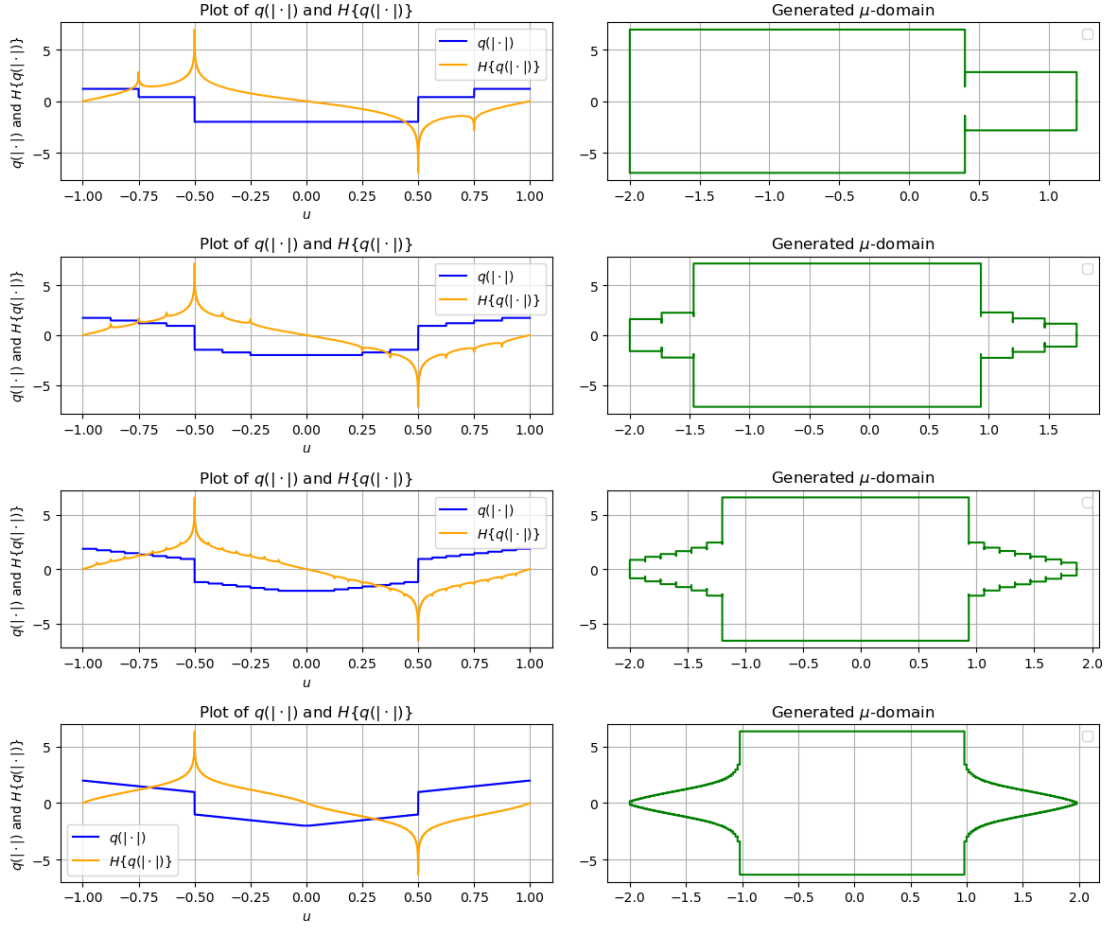 Plot of q(|·|) and H{q(|·|)}
q(|·|) and H{q(|·|)}
5
0
−5
q(|·|)
H{q(|·|)}
−1.00 −0.75 −0.50 −0.25 0.00 0.25 0.50 0.75 1.00
u
Generated μ-domain
5
0
−5
−2.0 −1.5 −1.0 −0.5 0.0 0.5 1.0
Plot of q(|·|) and H{q(|·|)}
q(|·|) and H{q(|·|)}
5
0
−5
q(|·|)
H{q(|·|)}
−1.00 −0.75 −0.50 −0.25 0.00 0.25 0.50 0.75 1.00
u
Generated μ-domain
5
0
−5
−2.0 −1.5 −1.0 −0.5 0.0 0.5 1.0 1.5
Plot of q(|·|) and H{q(|·|)}
q(|·|) and H{q(|·|)}
5
0
−5
q(|·|)
H{q(|·|)}
−1.00 −0.75 −0.50 −0.25 0.00 0.25 0.50 0.75 1.00
u
Generated μ-domain
5
0
−5
−2.0 −1.5 −1.0 −0.5 0.0 0.5 1.0 1.5 2.0
Plot of q(|·|) and H{q(|·|)}
q(|·|) and H{q(|·|)}
5
0
−5
q(|·|)
H{q(|·|)}
−1.00 −0.75 −0.50 −0.25 0.00 0.25 0.50 0.75 1.00
u
Generated μ-domain
5
0
−5
−2.0 −1.5 −1.0 −0.5 0.0 0.5 1.0 1.5 2.0